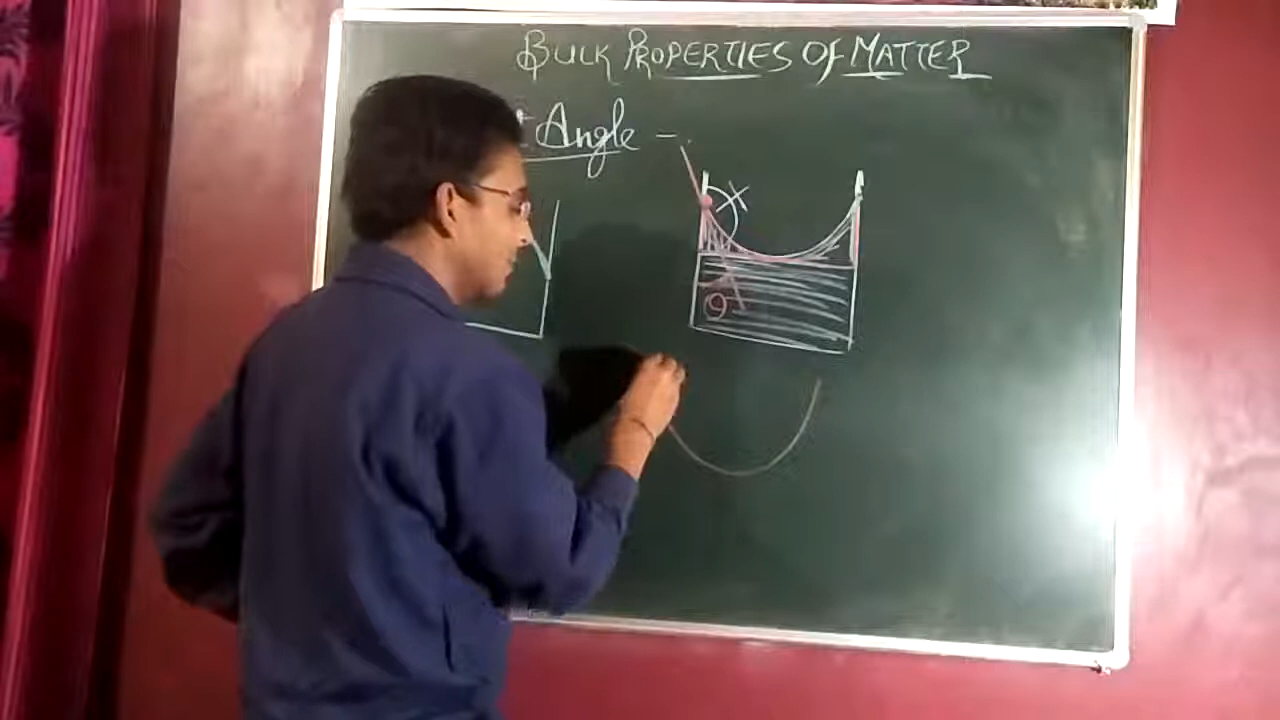 BULK PROPERTIES OF MATTER
Angle -
θ